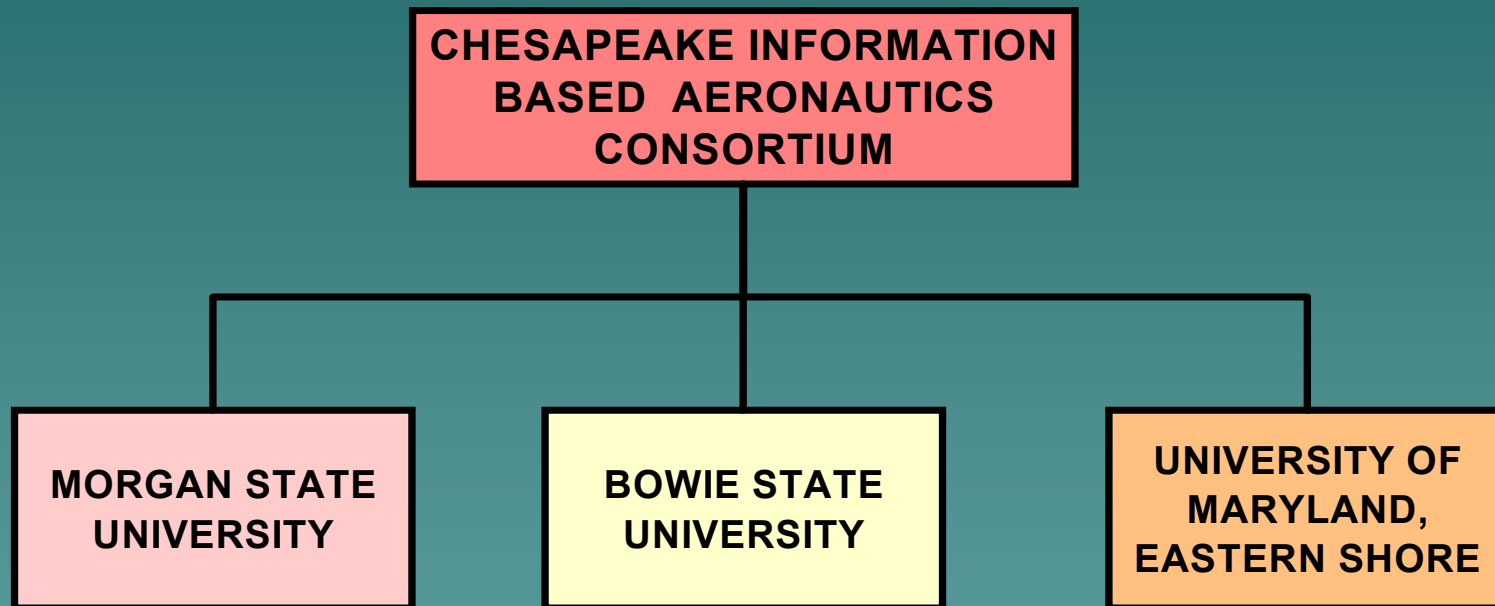 CHESAPEAKE INFORMATION
BASED AERONAUTICS
CONSORTIUM
MORGAN STATE
UNIVERSITY
BOWIE STATE
UNIVERSITY
UNIVERSITY OF
MARYLAND,
EASTERN SHORE